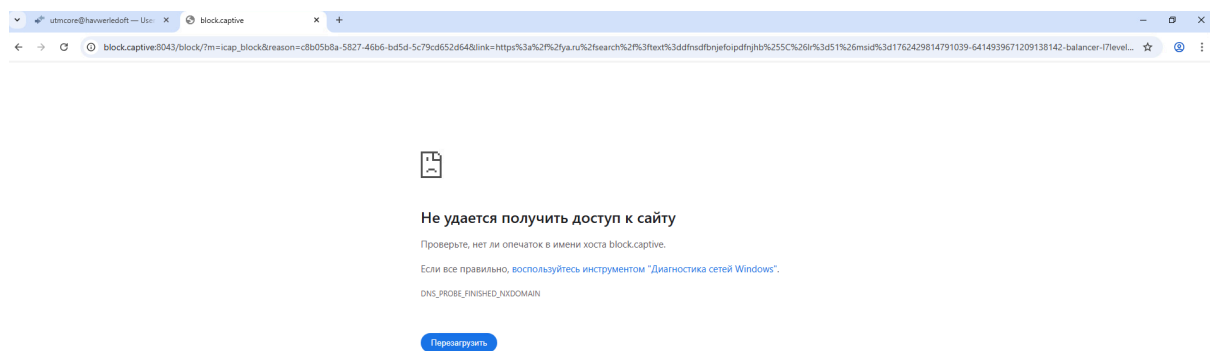 utmcore@havwerledoft — Use
block.captive
block.captive:8043/block/?m=icap_block&reason=c8b05b8a-5827-46b6-bd5d-5c79cd652d64&link=https%3a%2f%2fya.ru%2fsearch%2f%3ftext%3ddfnsdfbnjefoipdfnjhb%255C%26lr%3d51%26msid%3d1762429814791039-6414939671209138142-balancer-l7level...
Не удается получить доступ к сайту
Проверьте, нет ли опечаток в имени хоста block.captive.
Если все правильно, воспользуйтесь инструментом "Диагностика сетей Windows".
DNS_PROBE_FINISHED_NXDOMAIN
Перезагрузить